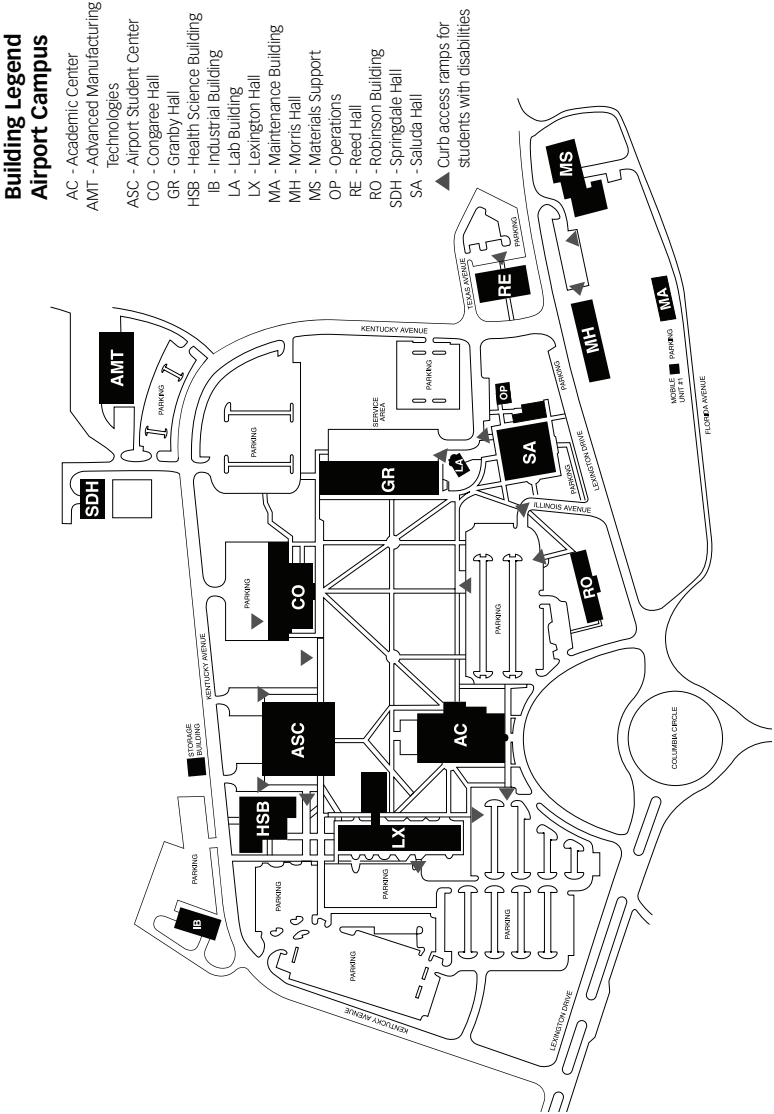 Building Legend
Airport Campus
AC - Academic Center
AMT - Advanced Manufacturing
Technologies
ASC - Airport Student Center
CO - Congaree Hall
GR - Granby Hall
HSB - Health Science Building
IB - Industrial Building
LA - Lab Building
LX - Lexington Hall
MA - Maintenance Building
MH - Morris Hall
MS - Materials Support
OP - Operations
RE - Reed Hall
RO - Robinson Building
SDH - Springdale Hall
SA - Saluda Hall
Curb access ramps for
students with disabilities
IB
PARKING
STORAGE
BUILDING
KENTUCKY AVENUE
SDH
AMT
PARKING
HSB
ASC
PARKING
CO
PARKING
PARKING
PARKING
LX
PARKING
KENTUCKY AVENUE
AC
GR
SERVICE
AREA
KENTUCKY AVENUE
PARKING
LA
OP
TEXAS AVENUE
RE
PARKING
PARKING
PARKING
SA
PARKING
PARKING
ILLINOIS AVENUE
LEXINGTON DRIVE
RO
MH
MS
LEXINGTON DRIVE
COLUMBIA CIRCLE
MOBILE
UNIT #1
PARKING
MA
FLORIDA AVENUE